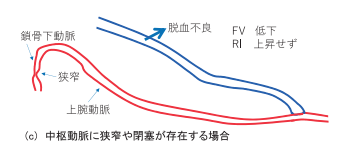 脱血不良
FV 低下
RI 上昇せず
鎖骨下動脈
狭窄
上腕動脈
(c) 中枢動脈に狭窄や閉塞が存在する場合